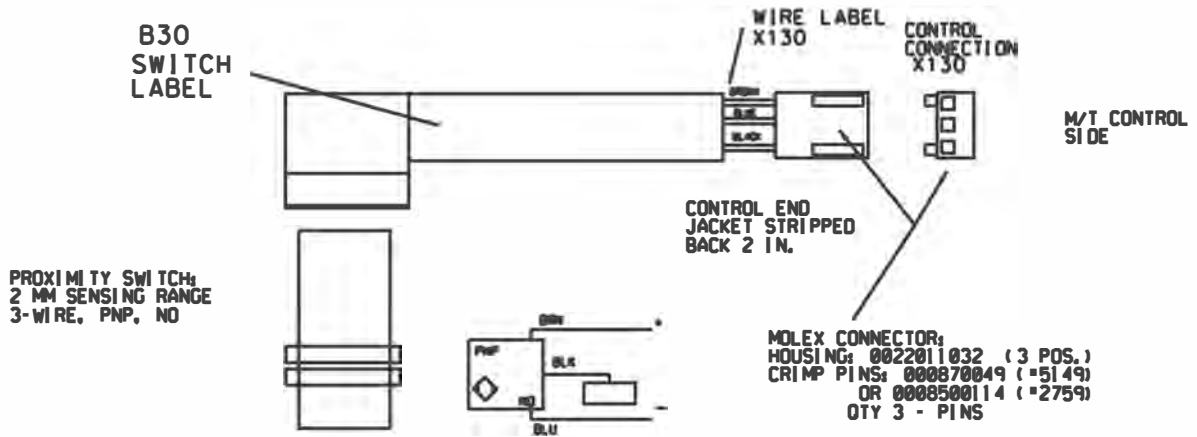 B30
SWITCH
LABEL
WIRE LABEL
X130
CONTROL
CONNECTION
X130
BROWN
BLUE
BLACK
M/T CONTROL
SIDE
CONTROL END
JACKET STRIPPED
BACK 2 IN.
PROXIMITY SWITCH:
2 MM SENSING RANGE
3-WIRE, PNP, NO
BRN
+
PNP
BLK
NO
-
BLU
MOLEX CONNECTOR:
HOUSING: 0022011032 (3 POS.)
CRIMP PINS: 000870049 (=5149)
OR 0008500114 (=2759)
QTY 3 - PINS